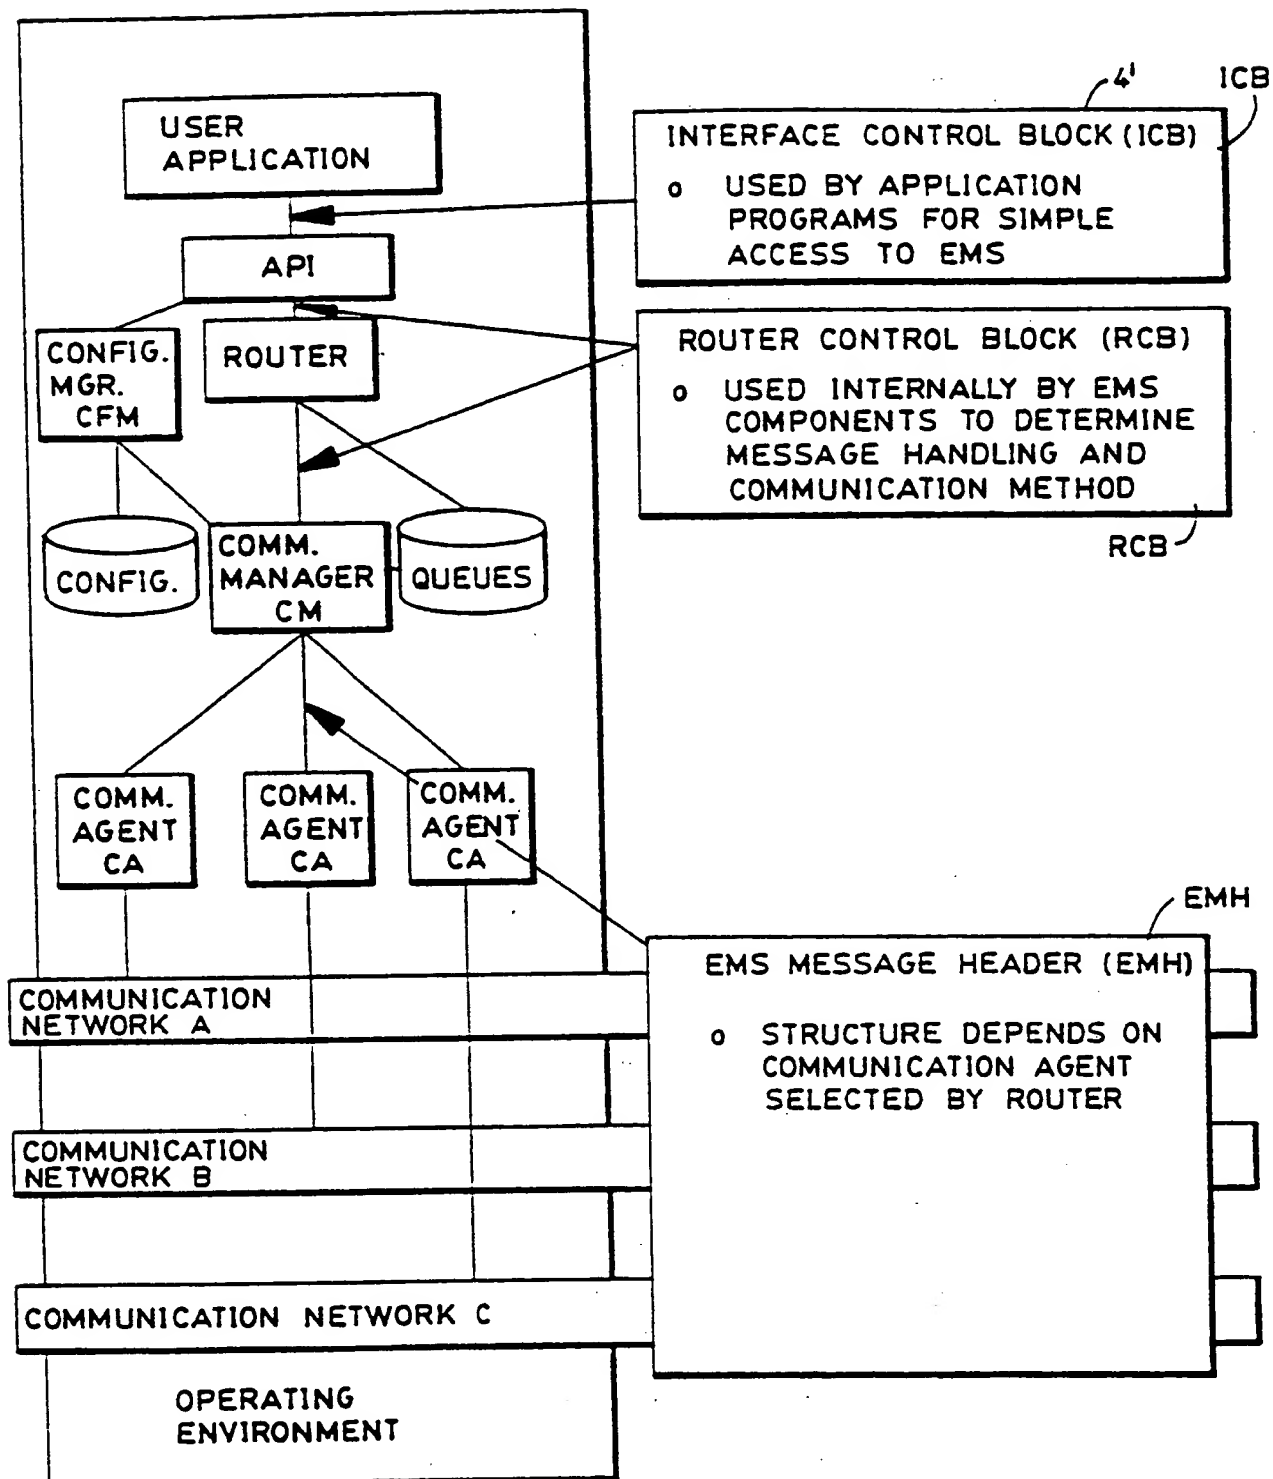 USER
APPLICATION
API
CONFIG.
MGR.
CFM
ROUTER
CONFIG.
COMM.
MANAGER
CM
QUEUES
COMM.
AGENT
CA
COMM.
AGENT
CA
COMM.
AGENT
CA
COMMUNICATION
NETWORK A
COMMUNICATION
NETWORK B
COMMUNICATION NETWORK C
OPERATING
ENVIRONMENT
4'
ICB
INTERFACE CONTROL BLOCK (ICB)
o USED BY APPLICATION
PROGRAMS FOR SIMPLE
ACCESS TO EMS
ROUTER CONTROL BLOCK (RCB)
o USED INTERNALLY BY EMS
COMPONENTS TO DETERMINE
MESSAGE HANDLING AND
COMMUNICATION METHOD
RCB
EMH
EMS MESSAGE HEADER (EMH)
o STRUCTURE DEPENDS ON
COMMUNICATION AGENT
SELECTED BY ROUTER